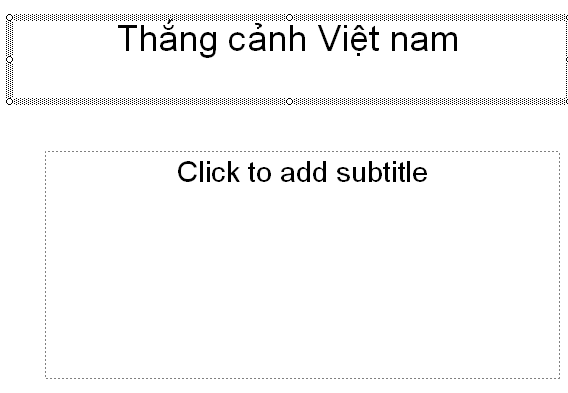 Thắng cảnh Việt nam
Click to add subtitle